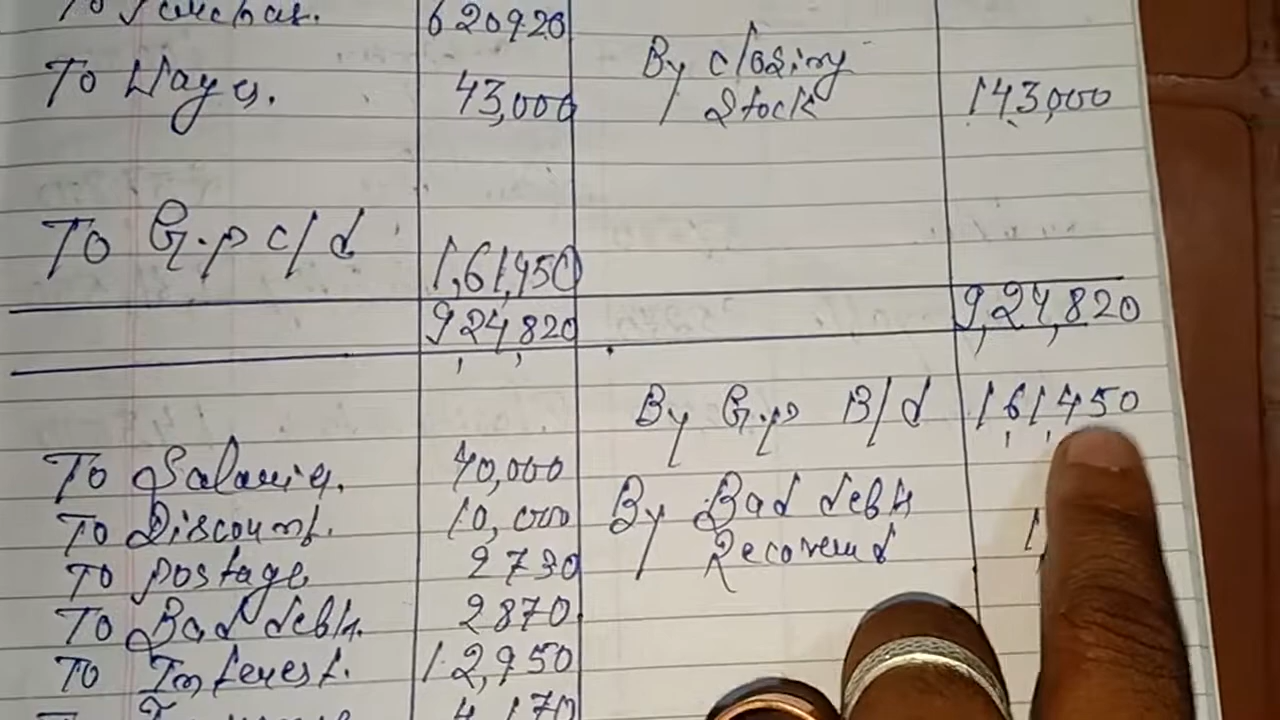 To 620920
To Wages. 43,000
By closing
Stock 143,000
To G.p c/d 1,61,450
9,24,820 9,24,820
By G.p B/d 1,61,450
To Salaries. 40,000
To Discount. 10,000
By Bad debts
Recovered
To postage 2730
To Bad debts. 2870
To Interest. 12,950